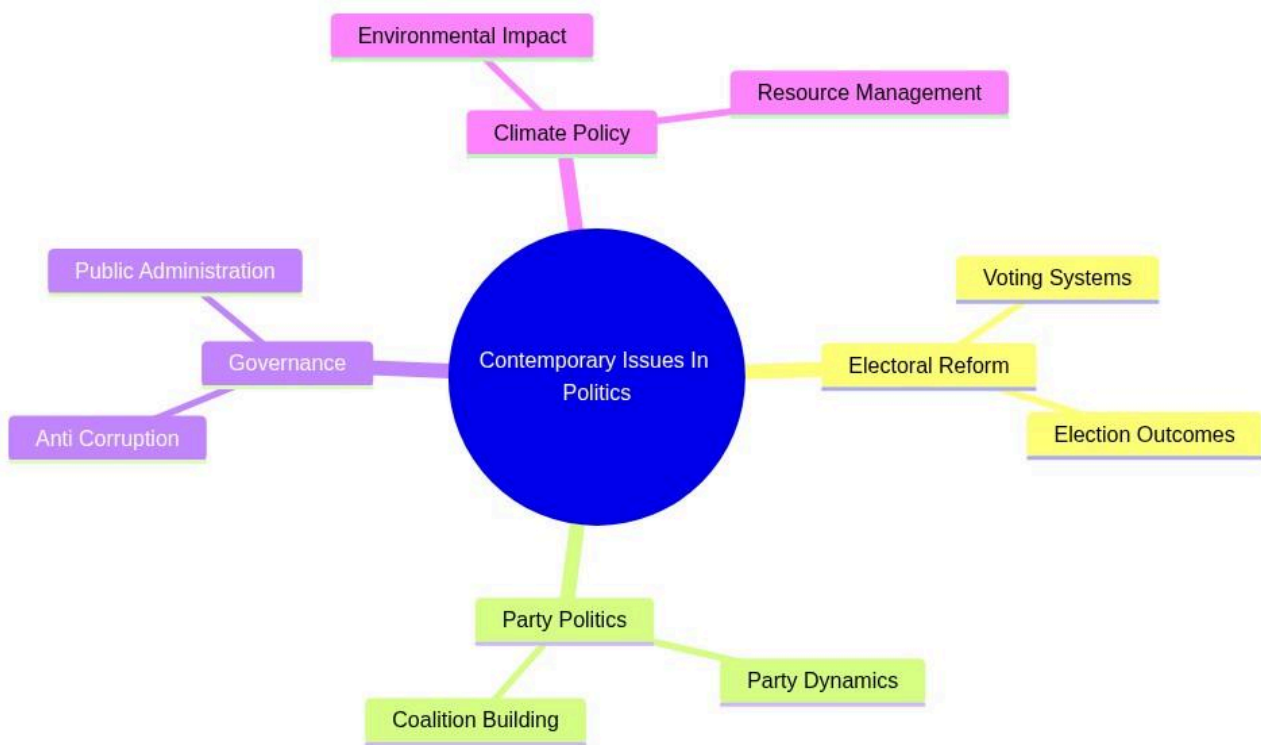 Environmental Impact
Resource Management
Climate Policy
Public Administration
Voting Systems
Governance
Contemporary Issues In
Politics
Electoral Reform
Anti Corruption
Election Outcomes
Party Politics
Party Dynamics
Coalition Building